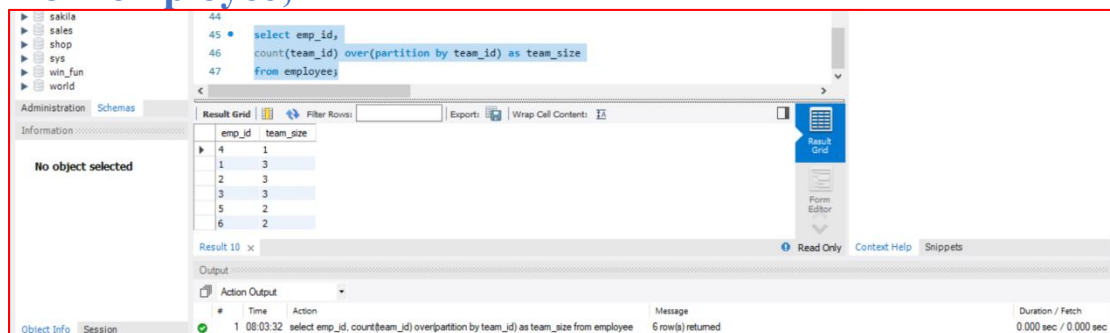 sakila
sales
shop
sys
win_fun
world
Administration Schemas
Information
No object selected
Object Info Session
44
45 select emp_id,
46 count(team_id) over(partition by team_id) as team_size
47 from employee;
Result Grid Filter Rows: Export: Wrap Cell Content:
emp_id team_size
4 1
1 3
2 3
3 3
5 2
6 2
Result Grid
Form Editor
Result 10 Read Only Context Help Snippets
Output
Action Output
# Time Action Message Duration / Fetch
1 08:03:32 select emp_id, count(team_id) over(partition by team_id) as team_size from employee 6 row(s) returned 0.000 sec / 0.000 sec